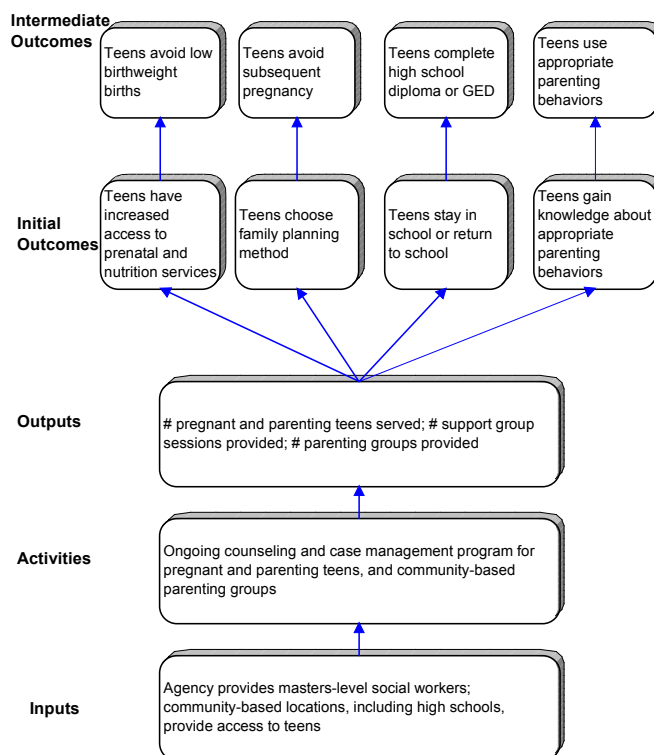 Intermediate
Outcomes
Teens avoid low
birthweight
births
Teens avoid
subsequent
pregnancy
Teens complete
high school
diploma or GED
Teens use
appropriate
parenting
behaviors
Initial
Outcomes
Teens have
increased
access to
prenatal and
nutrition services
Teens choose
family planning
method
Teens stay in
school or return
to school
Teens gain
knowledge about
appropriate
parenting
behaviors
Outputs
# pregnant and parenting teens served; # support group
sessions provided; # parenting groups provided
Activities
Ongoing counseling and case management program for
pregnant and parenting teens, and community-based
parenting groups
Inputs
Agency provides masters-level social workers;
community-based locations, including high schools,
provide access to teens